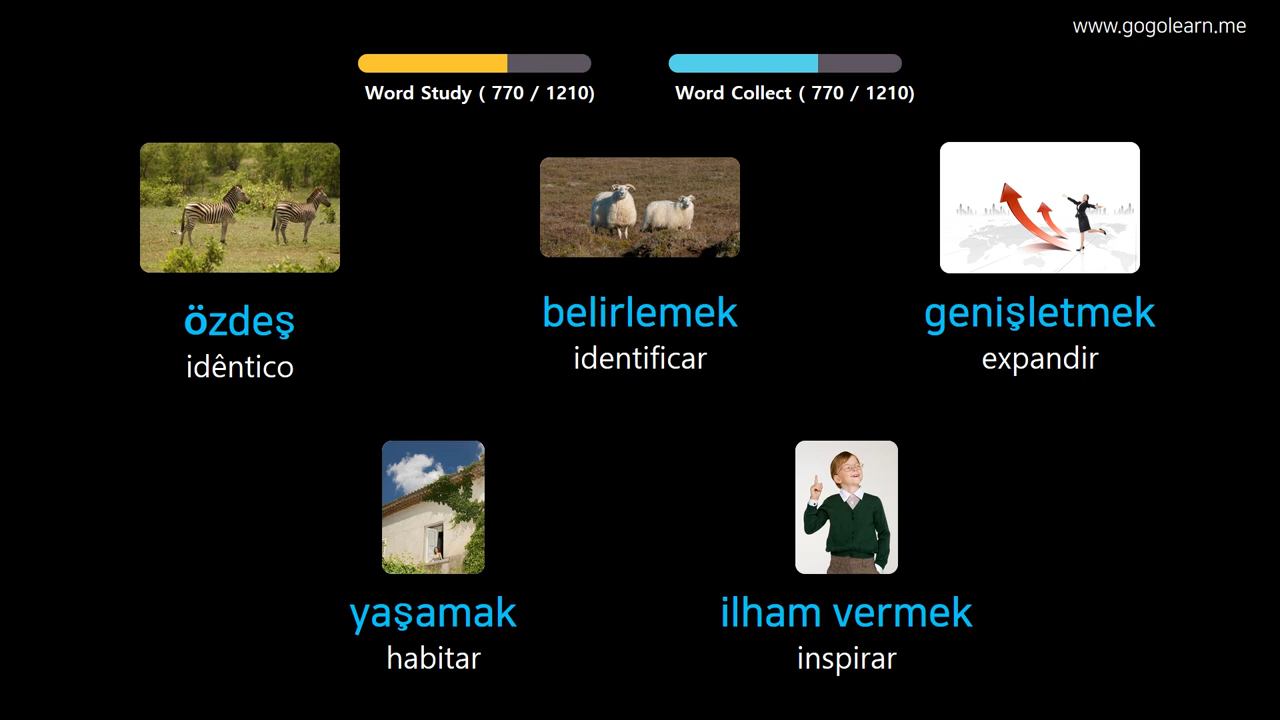 www.gogolearn.me
Word Study ( 770 / 1210)
Word Collect ( 770 / 1210)
özdeş
idêntico
belirlemek
identificar
genişletmek
expandir
yaşamak
habitar
ilham vermek
inspirar